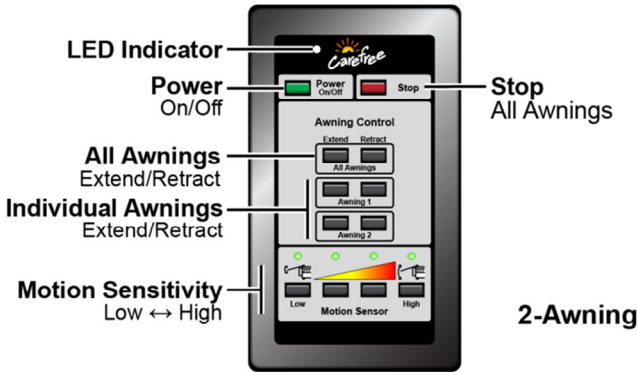 LED Indicator
Carefree
Power
On/Off
Power
On/Off
Stop
Stop
All Awnings
Awning Control
Extend Retract
All Awnings
All Awnings
Extend/Retract
Awning 1
Individual Awnings
Extend/Retract
Awning 2
Motion Sensitivity
Low ↔ High
Low
High
Motion Sensor
2-Awning